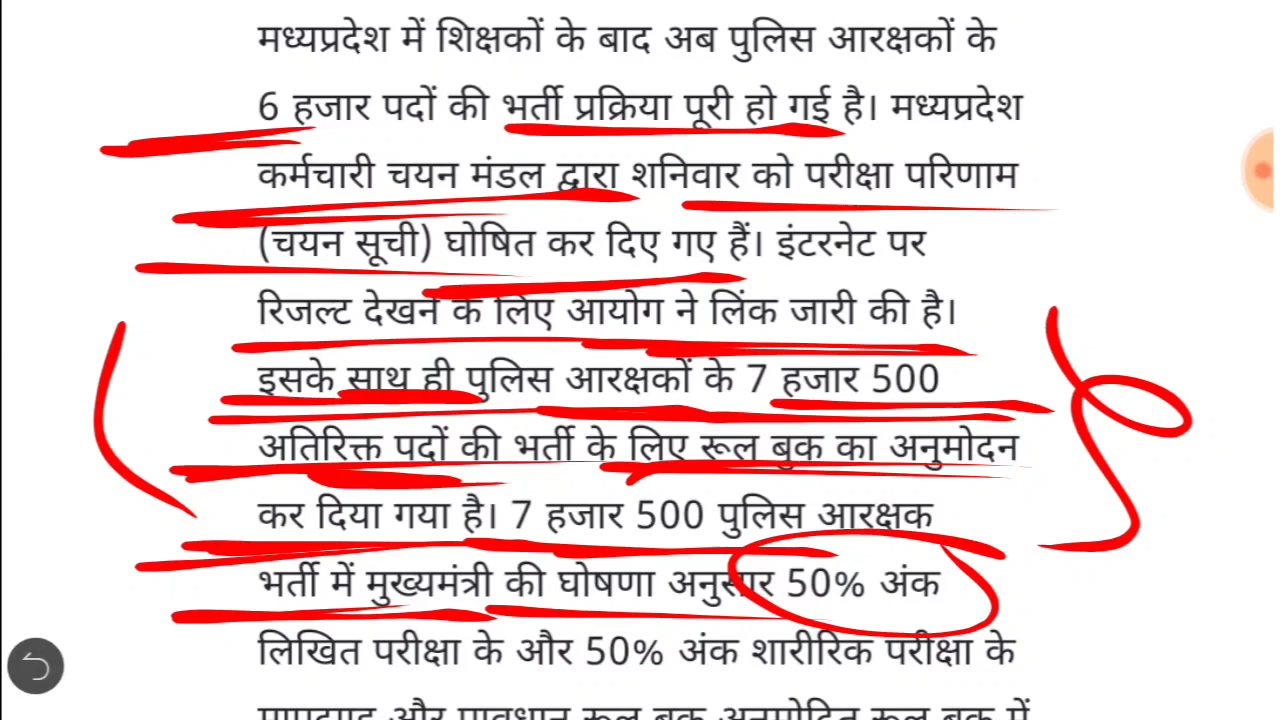 मध्यप्रदेश में शिक्षकों के बाद अब पुलिस आरक्षकों के
6 हजार पदों की भर्ती प्रक्रिया पूरी हो गई है। मध्यप्रदेश
कर्मचारी चयन मंडल द्वारा शनिवार को परीक्षा परिणाम
(चयन सूची) घोषित कर दिए गए हैं। इंटरनेट पर
रिजल्ट देखने के लिए आयोग ने लिंक जारी की है।
इसके साथ ही पुलिस आरक्षकों के 7 हजार 500
अतिरिक्त पदों की भर्ती के लिए रूल बुक का अनुमोदन
कर दिया गया है। 7 हजार 500 पुलिस आरक्षक
भर्ती में मुख्यमंत्री की घोषणा अनुसार 50% अंक
लिखित परीक्षा के और 50% अंक शारीरिक परीक्षा के
और प्रावधान रूल बुक अनुमोदित रूल बुक में